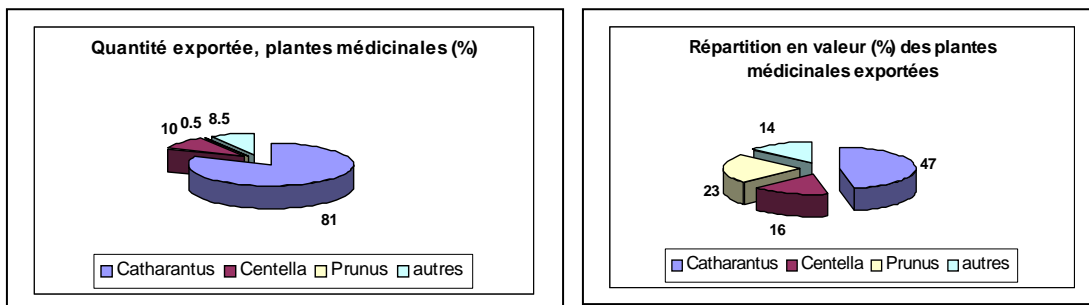 Quantité exportée, plantes médicinales (%)
10 0.5 8.5
81
Catharantus Centella Prunus autres
Répartition en valeur (%) des plantes
médicinales exportées
14
47
23
16
Catharantus Centella Prunus autres